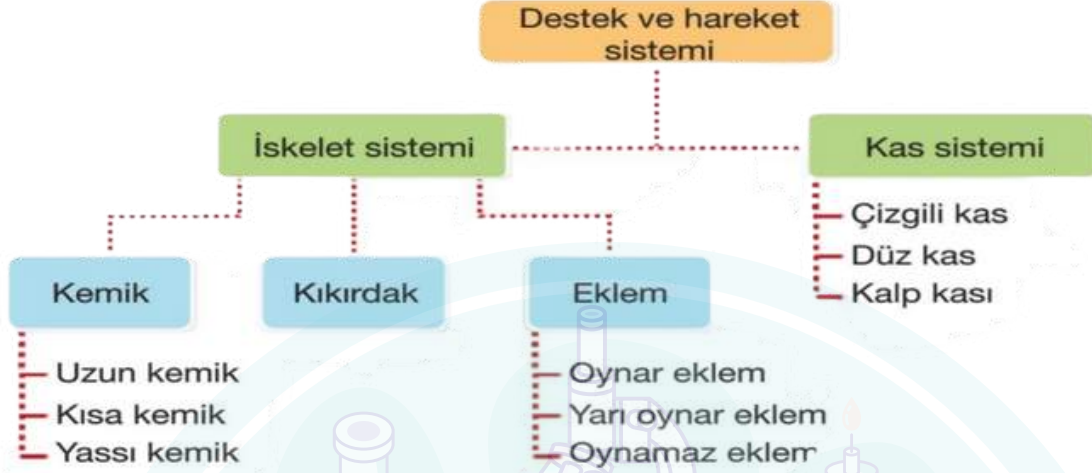 Destek ve hareket
sistemi
İskelet sistemi
Kas sistemi
Çizgili kas
Düz kas
Kalp kası
Kemik
Kıkırdak
Eklem
Uzun kemik
Kısa kemik
Yassı kemik
Oynar eklem
Yarı oynar eklem
Oynamaz eklem